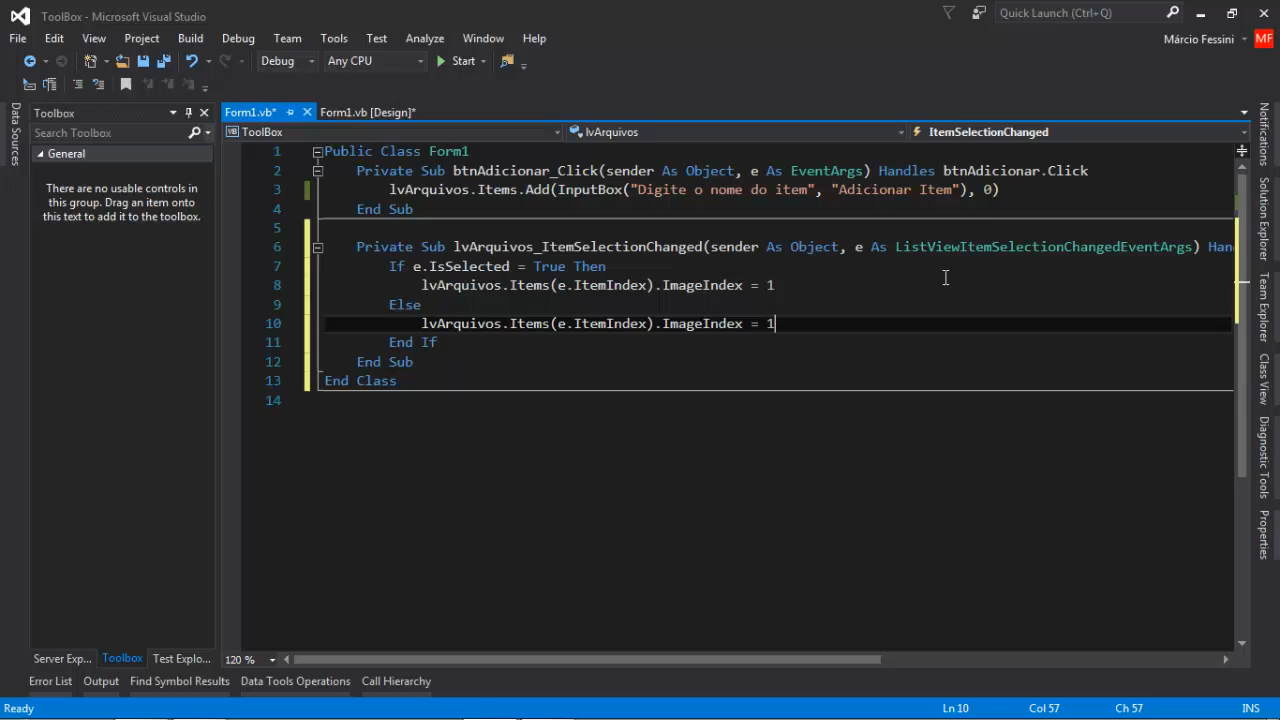 ToolBox - Microsoft Visual Studio
Quick Launch (Ctrl+Q)
File Edit View Project Build Debug Team Tools Test Analyze Window Help
Márcio Fessini MF
Debug Any CPU Start
Data Sources
Toolbox
Search Toolbox
General
There are no usable controls in
this group. Drag an item onto
this text to add it to the toolbox.
Form1.vb* Form1.vb [Design]*
VB ToolBox lvArquivos ItemSelectionChanged
1 Public Class Form1
2 Private Sub btnAdicionar_Click(sender As Object, e As EventArgs) Handles btnAdicionar.Click
3 lvArquivos.Items.Add(InputBox("Digite o nome do item", "Adicionar Item"), 0)
4 End Sub
5
6 Private Sub lvArquivos_ItemSelectionChanged(sender As Object, e As ListViewItemSelectionChangedEventArgs) Han
7 If e.IsSelected = True Then
8 lvArquivos.Items(e.ItemIndex).ImageIndex = 1
9 Else
10 lvArquivos.Items(e.ItemIndex).ImageIndex = 1
11 End If
12 End Sub
13 End Class
14
120 %
Notifications
Solution Explorer
Team Explorer
Class View
Diagnostic Tools
Properties
Server Exp... Toolbox Test Explo...
Error List Output Find Symbol Results Data Tools Operations Call Hierarchy
Ready Ln 10 Col 57 Ch 57 INS